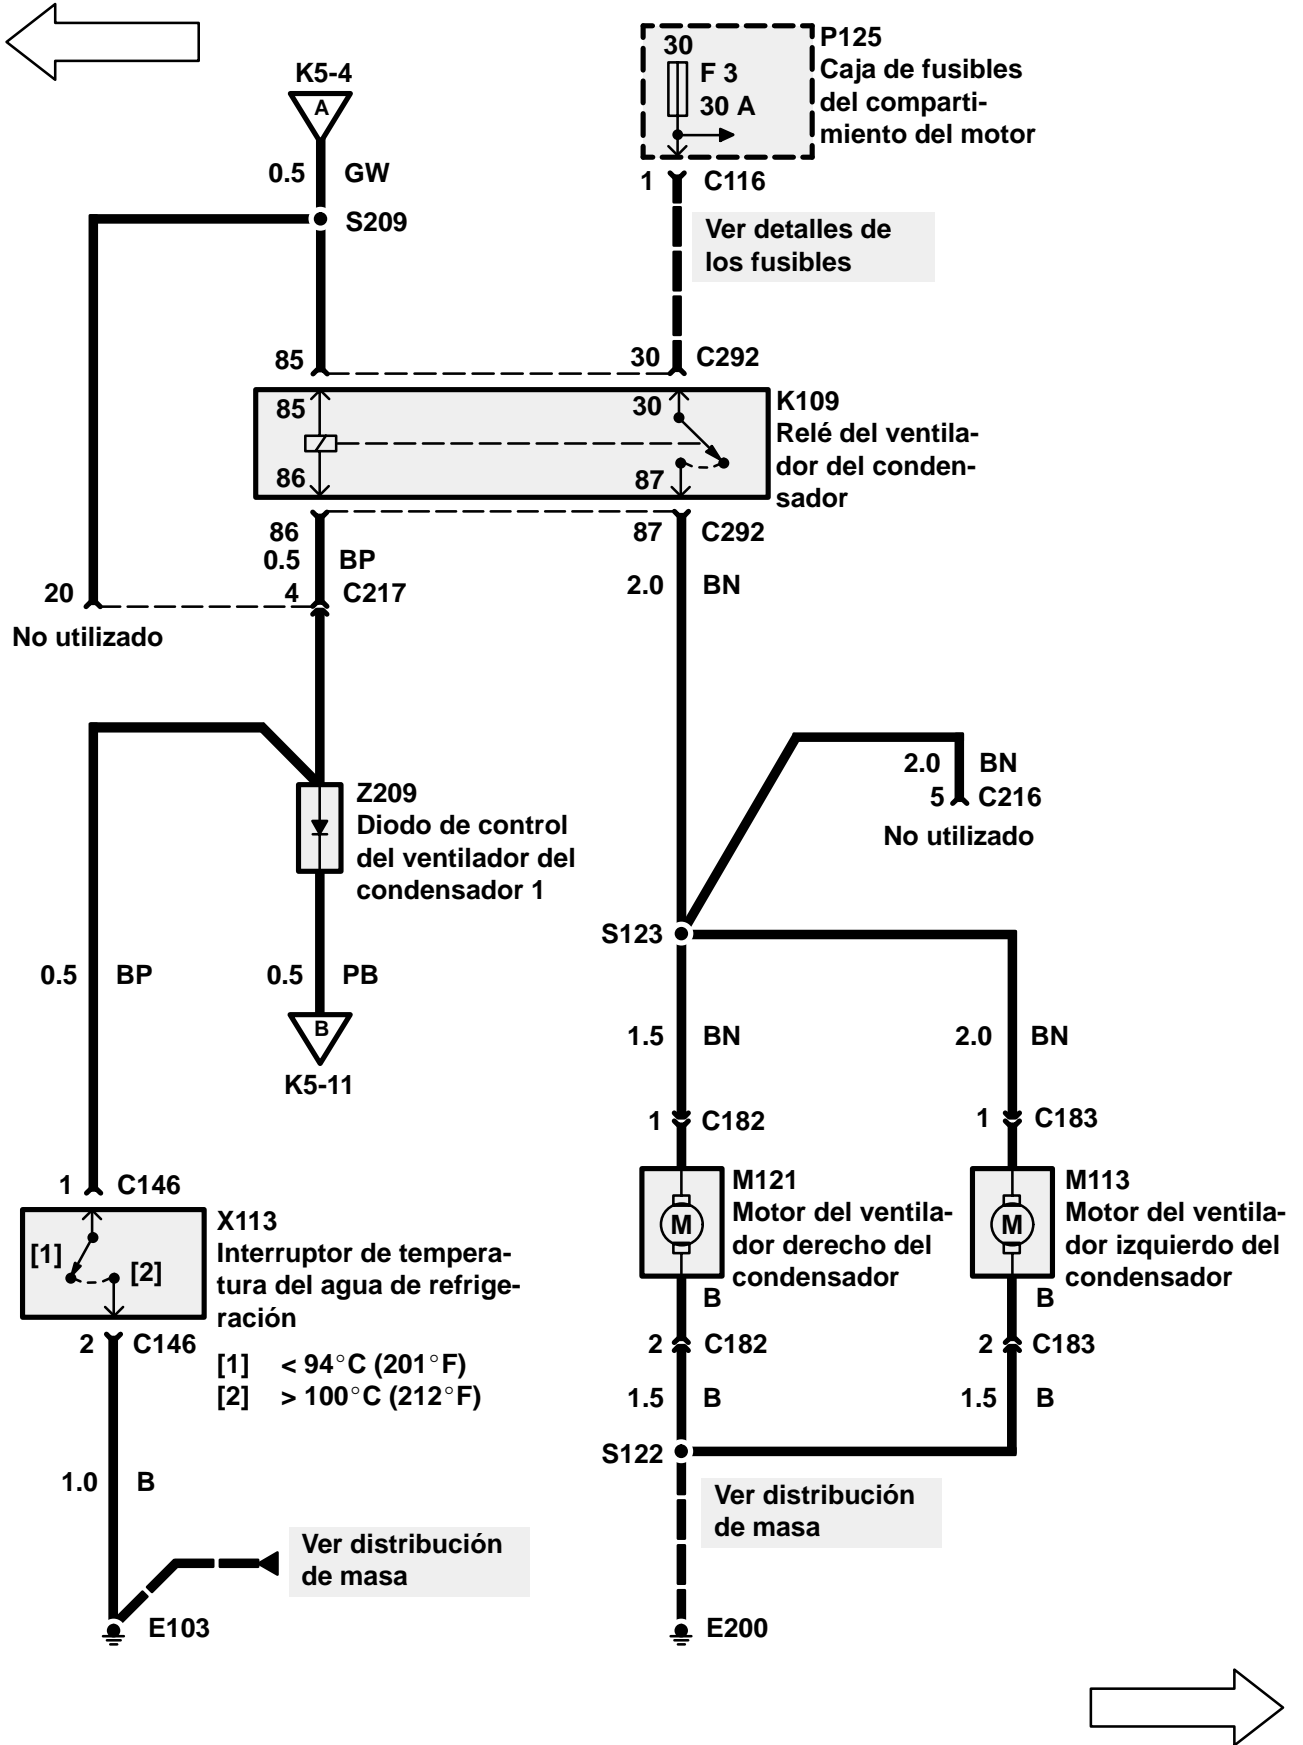 K5-4
A
0.5 GW
S209
30
F 3
30 A
P125
Caja de fusibles
del comparti-
miento del motor
1 C116
Ver detalles de
los fusibles
85
30 C292
85
86
30
87
K109
Relé del ventila-
dor del conden-
sador
86
0.5 BP
4 C217
20
No utilizado
87 C292
2.0 BN
2.0 BN
5 C216
No utilizado
Z209
Diodo de control
del ventilador del
condensador 1
S123
0.5 BP
0.5 PB
B
K5-11
1.5 BN
2.0 BN
1 C182
1 C183
1 C146
[1]
[2]
X113
Interruptor de tempera-
tura del agua de refrige-
ración
2 C146
[1] < 94°C (201°F)
[2] > 100°C (212°F)
M
M121
Motor del ventila-
dor derecho del
condensador
B
2 C182
1.5 B
M
M113
Motor del ventila-
dor izquierdo del
condensador
B
2 C183
1.5 B
S122
1.0 B
Ver distribución
de masa
E103
Ver distribución
de masa
E200